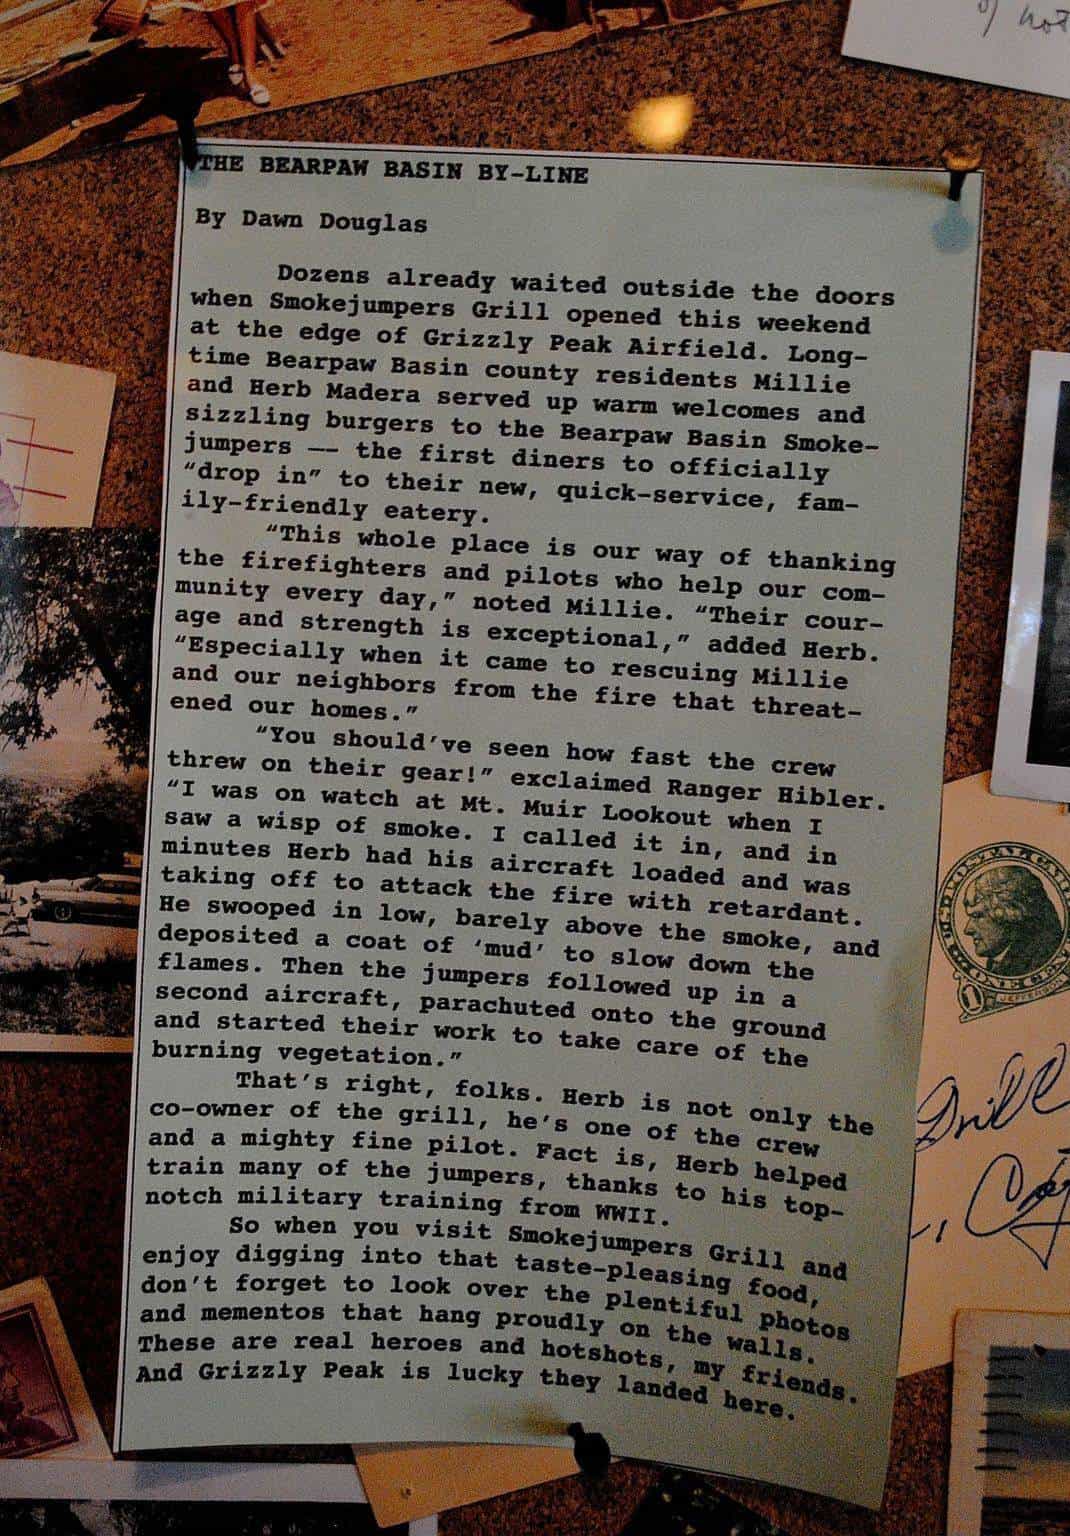 of not
THE BEARPAW BASIN BY-LINE
By Dawn Douglas
Dozens already waited outside the doors
when Smokejumpers Grill opened this weekend
at the edge of Grizzly Peak Airfield. Long-
time Bearpaw Basin county residents Millie
and Herb Madera served up warm welcomes and
sizzling burgers to the Bearpaw Basin Smoke-
jumpers -- the first diners to officially
“drop in” to their new, quick-service, fam-
ily-friendly eatery.
“This whole place is our way of thanking
the firefighters and pilots who help our com-
munity every day,” noted Millie. “Their cour-
age and strength is exceptional,” added Herb.
“Especially when it came to rescuing Millie
and our neighbors from the fire that threat-
ened our homes.”
“You should’ve seen how fast the crew
threw on their gear!” exclaimed Ranger Hibler.
“I was on watch at Mt. Muir Lookout when I
saw a wisp of smoke. I called it in, and in
minutes Herb had his aircraft loaded and was
taking off to attack the fire with retardant.
He swooped in low, barely above the smoke, and
deposited a coat of ‘mud’ to slow down the
flames. Then the jumpers followed up in a
second aircraft, parachuted onto the ground
and started their work to take care of the
burning vegetation.”
That’s right, folks. Herb is not only the
co-owner of the grill, he’s one of the crew
and a mighty fine pilot. Fact is, Herb helped
train many of the jumpers, thanks to his top-
notch military training from WWII.
So when you visit Smokejumpers Grill and
enjoy digging into that taste-pleasing food,
don’t forget to look over the plentiful photos
and mementos that hang proudly on the walls.
These are real heroes and hotshots, my friends.
And Grizzly Peak is lucky they landed here.
U.S. POSTAL CARD
ONE CENT
1
JEFFERSON